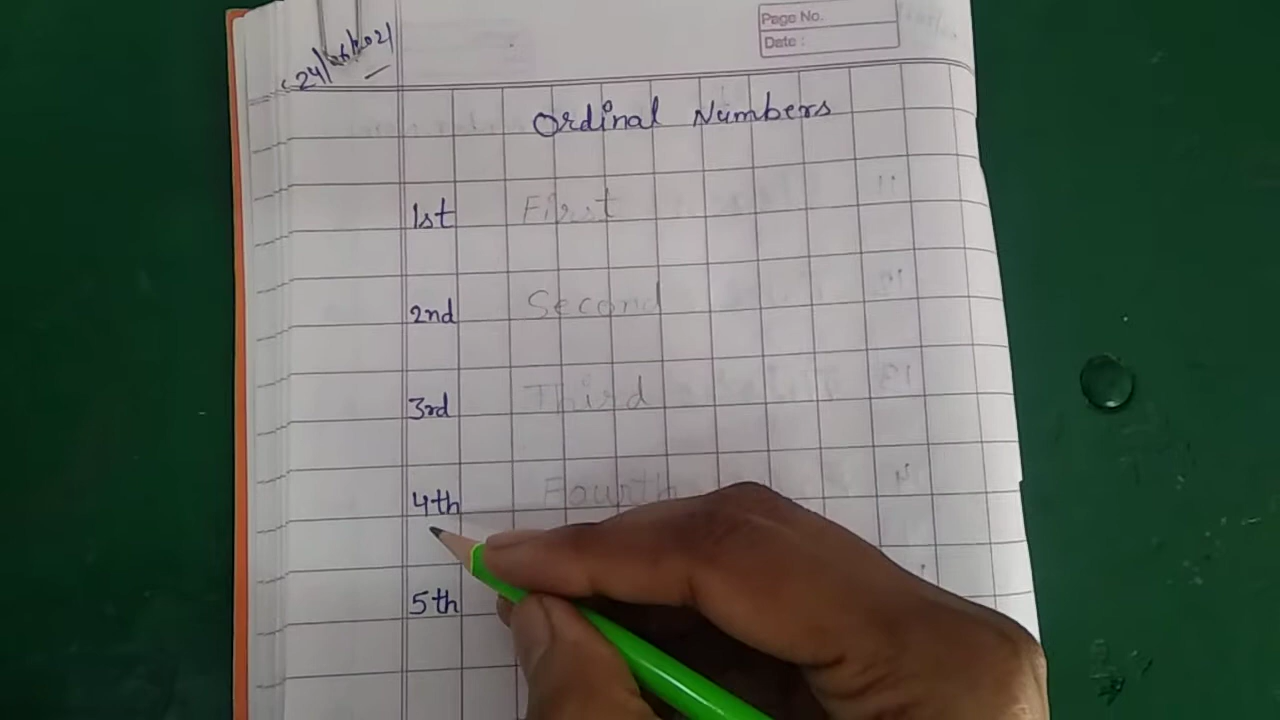 Page No.
Date :
24/06/2021
Ordinal Numbers
1st First
2nd Second
3rd Third
4th Fourth
5th